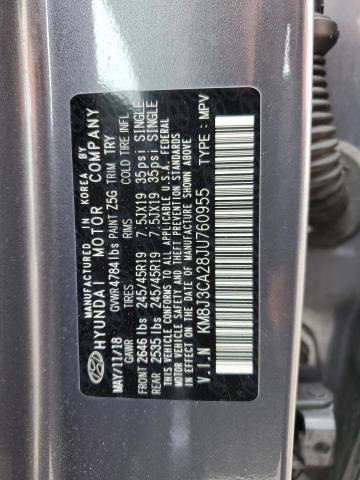 MANUFACTURED IN KOREA BY
HYUNDAI MOTOR COMPANY
MAY/11/18 GVWR 4784 lbs PAINT Z5G TRIM TRY
TIRES RIMS COLD TIRE INFL
FRONT 2646 lbs 245/45R19 7.5JX19 35psi SINGLE
REAR 2535 lbs 245/45R19 7.5JX19 35psi SINGLE
THIS VEHICLE CONFORMS TO ALL APPLICABLE U.S.
FEDERAL MOTOR VEHICLE SAFETY AND THEFT PREVENTION
STANDARDS IN EFFECT ON THE DATE OF MANUFACTURE SHOWN ABOVE
V.I.N KM8J3CA28JU760955 TYPE : MPV